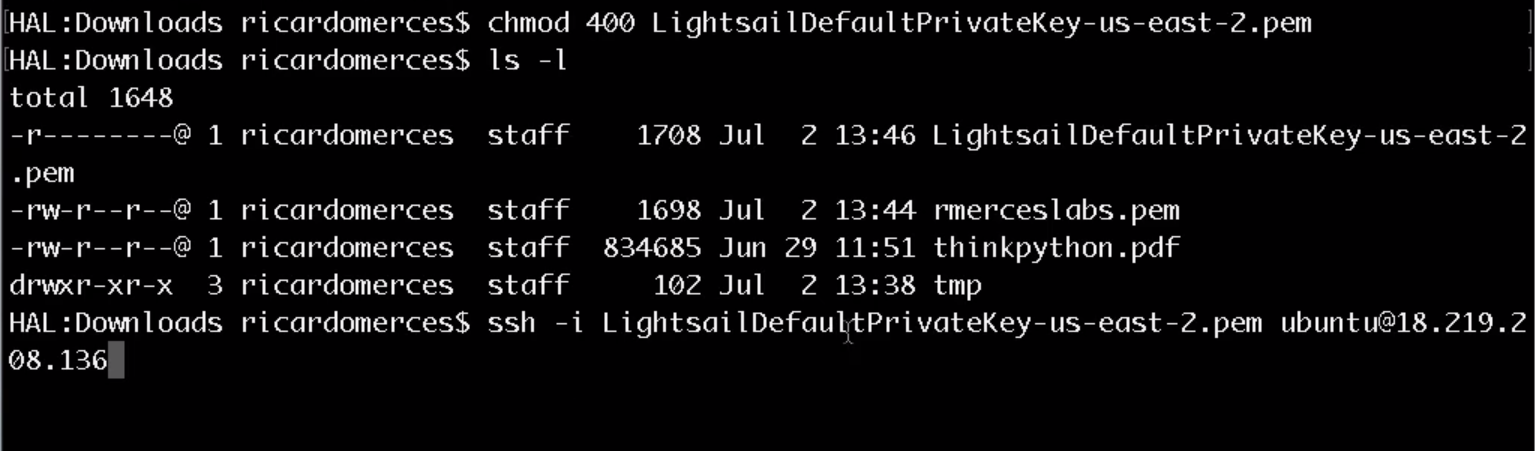 [HAL:Downloads ricardomerces$ chmod 400 LightsailDefaultPrivateKey-us-east-2.pem ]
[HAL:Downloads ricardomerces$ ls -l ]
total 1648
-r--------@ 1 ricardomerces  staff    1708 Jul  2 13:46 LightsailDefaultPrivateKey-us-east-2
.pem
-rw-r--r--@ 1 ricardomerces  staff    1698 Jul  2 13:44 rmerceslabs.pem
-rw-r--r--@ 1 ricardomerces  staff  834685 Jun 29 11:51 thinkpython.pdf
drwxr-xr-x  3 ricardomerces  staff     102 Jul  2 13:38 tmp
HAL:Downloads ricardomerces$ ssh -i LightsailDefaultPrivateKey-us-east-2.pem ubuntu@18.219.2
08.136